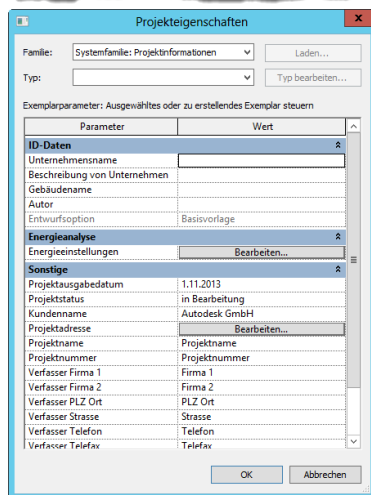 Projekteigenschaften
x
Familie: Systemfamilie: Projektinformationen Laden...
Typ: Typ bearbeiten...
Exemplarparameter: Ausgewähltes oder zu erstellendes Exemplar steuern
Parameter Wert
ID-Daten
Unternehmensname
Beschreibung von Unternehmen
Gebäudename
Autor
Entwurfsoption Basisvorlage
Energieanalyse
Energieeinstellungen Bearbeiten...
Sonstige
Projektausgabedatum 1.11.2013
Projektstatus in Bearbeitung
Kundenname Autodesk GmbH
Projektadresse Bearbeiten...
Projektname Projektname
Projektnummer Projektnummer
Verfasser Firma 1 Firma 1
Verfasser Firma 2 Firma 2
Verfasser PLZ Ort PLZ Ort
Verfasser Strasse Strasse
Verfasser Telefon Telefon
Verfasser Telefax Telefax
OK Abbrechen